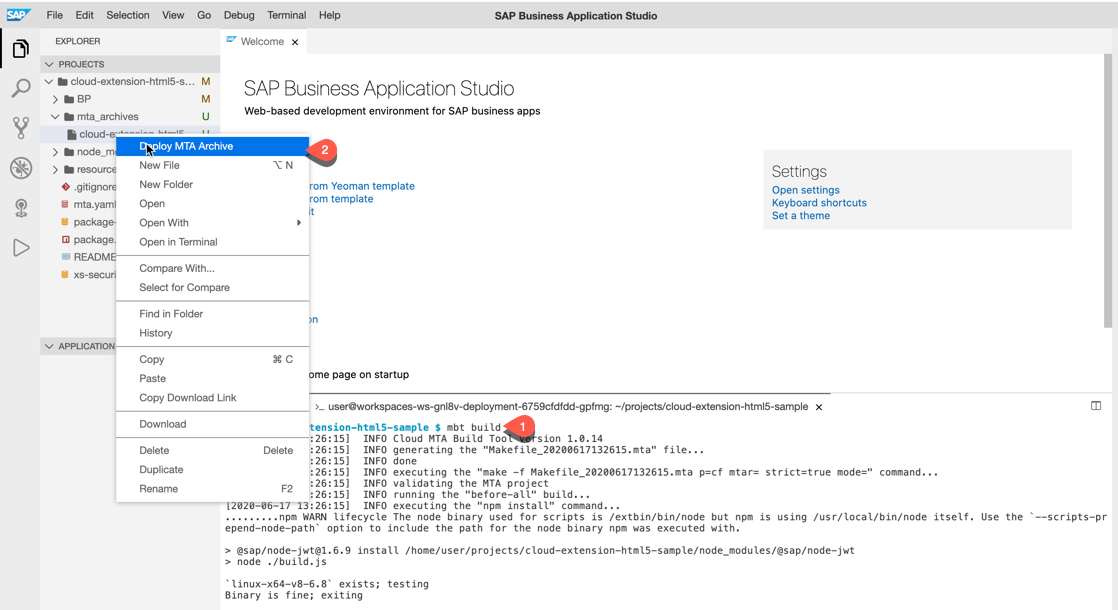 SAP File Edit Selection View Go Debug Terminal Help SAP Business Application Studio
EXPLORER
Welcome ×
PROJECTS
cloud-extension-html5-s... M
BP M
mta_archives U
cloud-extension-html5 U
node_m
resource
.gitignore
mta.yaml
package-
package.
README
xs-securi
APPLICATION
Deploy MTA Archive
New File ⌥ N
New Folder
Open
Open With
Open in Terminal
Compare With...
Select for Compare
Find in Folder
History
Copy ⌘ C
Paste
Copy Download Link
Download
Delete Delete
Duplicate
Rename F2
2
SAP Business Application Studio
Web-based development environment for SAP business apps
rom Yeoman template
rom template
it
on
ome page on startup
Settings
Open settings
Keyboard shortcuts
Set a theme
>_ user@workspaces-ws-gnl8v-deployment-6759cfdfdd-gpfmg: ~/projects/cloud-extension-html5-sample ×
tension-html5-sample $ mbt build
1
:26:15] INFO Cloud MTA Build Tool version 1.0.14
:26:15] INFO generating the "Makefile_20200617132615.mta" file...
:26:15] INFO done
:26:15] INFO executing the "make -f Makefile_20200617132615.mta p=cf mtar= strict=true mode=" command...
:26:15] INFO validating the MTA project
:26:15] INFO running the "before-all" build...
[2020-06-17 13:26:15] INFO executing the "npm install" command...
.........npm WARN lifecycle The node binary used for scripts is /extbin/bin/node but npm is using /usr/local/bin/node itself. Use the `--scripts-pr
epend-node-path` option to include the path for the node binary npm was executed with.
> @sap/node-jwt@1.6.9 install /home/user/projects/cloud-extension-html5-sample/node_modules/@sap/node-jwt
> node ./build.js
`linux-x64-v8-6.8` exists; testing
Binary is fine; exiting